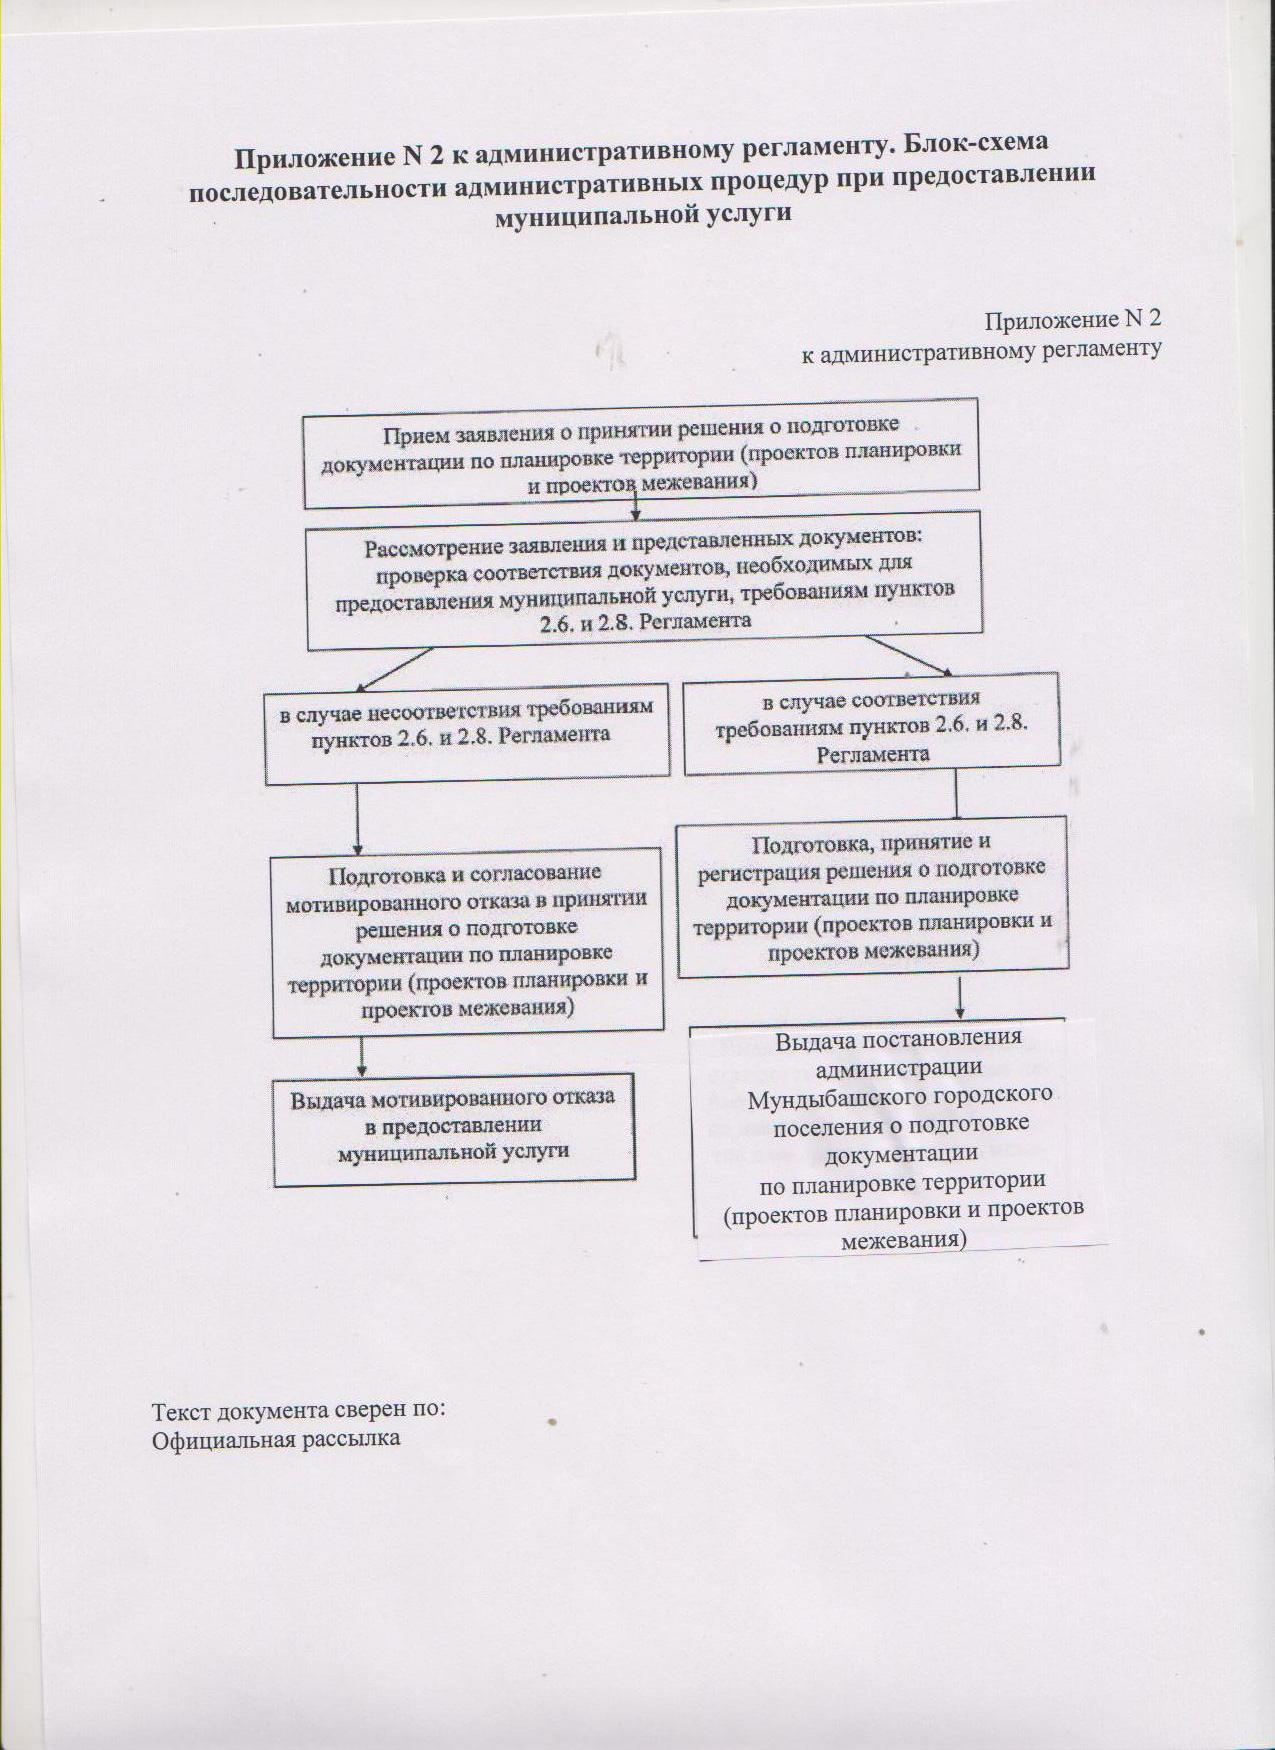 Приложение N 2 к административному регламенту. Блок-схема
последовательности административных процедур при предоставлении
муниципальной услуги
Приложение N 2
к административному регламенту
Прием заявления о принятии решения о подготовке
документации по планировке территории (проектов планировки
и проектов межевания)
Рассмотрение заявления и представленных документов:
проверка соответствия документов, необходимых для
предоставления муниципальной услуги, требованиям пунктов
2.6. и 2.8. Регламента
в случае несоответствия требованиям
пунктов 2.6. и 2.8. Регламента
в случае соответствия
требованиям пунктов 2.6. и 2.8.
Регламента
Подготовка и согласование
мотивированного отказа в принятии
решения о подготовке
документации по планировке
территории (проектов планировки и
проектов межевания)
Подготовка, принятие и
регистрация решения о подготовке
документации по планировке
территории (проектов планировки и
проектов межевания)
Выдача мотивированного отказа
в предоставлении
муниципальной услуги
Выдача постановления
администрации
Мундыбашского городского
поселения о подготовке
документации
по планировке территории
(проектов планировки и проектов
межевания)
Текст документа сверен по:
Официальная рассылка